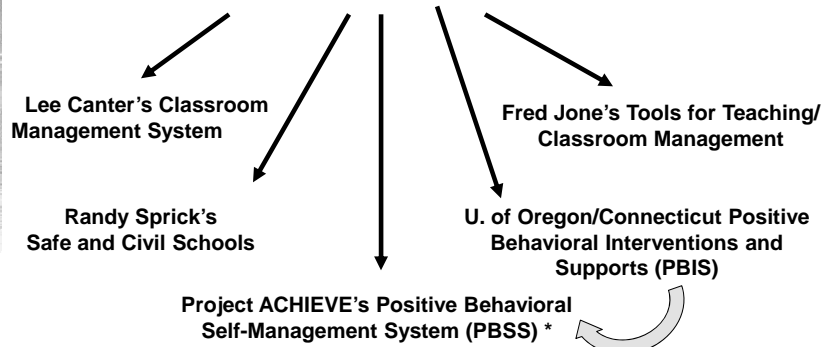 Lee Canter's Classroom
Management System
Fred Jone's Tools for Teaching/
Classroom Management
Randy Sprick's
Safe and Civil Schools
U. of Oregon/Connecticut Positive
Behavioral Interventions and
Supports (PBIS)
Project ACHIEVE's Positive Behavioral
Self-Management System (PBSS) *